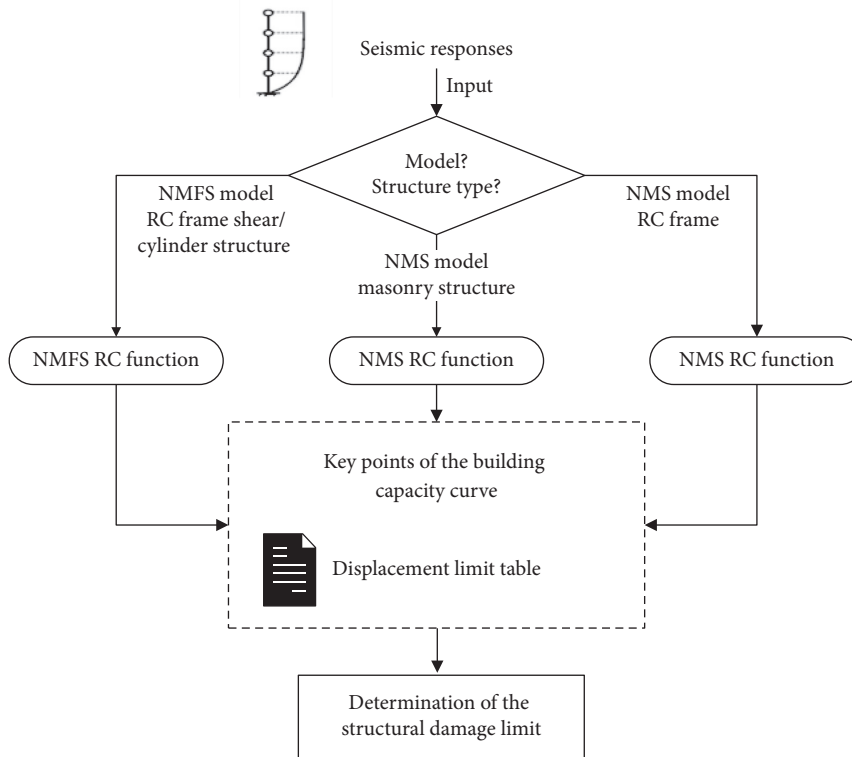 Seismic responses
Input
Model?
Structure type?
NMFS model
RC frame shear/
cylinder structure
NMS model
masonry structure
NMS model
RC frame
NMFS RC function
NMS RC function
NMS RC function
Key points of the building
capacity curve
Displacement limit table
Determination of the
structural damage limit